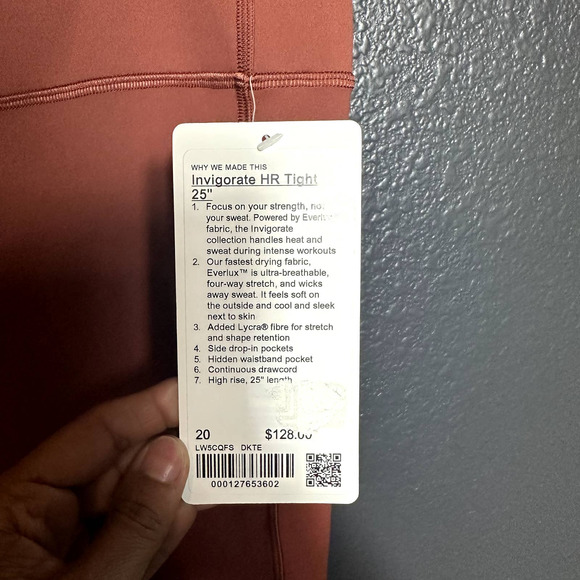 WHY WE MADE THIS
Invigorate HR Tight
25"
1. Focus on your strength, not
your sweat. Powered by Everlux
fabric, the Invigorate
collection handles heat and
sweat during intense workouts
2. Our fastest drying fabric,
Everlux™ is ultra-breathable,
four-way stretch, and wicks
away sweat. It feels soft on
the outside and cool and sleek
next to skin
3. Added Lycra® fibre for stretch
and shape retention
4. Side drop-in pockets
5. Hidden waistband pocket
6. Continuous drawcord
7. High rise, 25" length
20 $128.00
LW5CQFS DKTE
000127653602